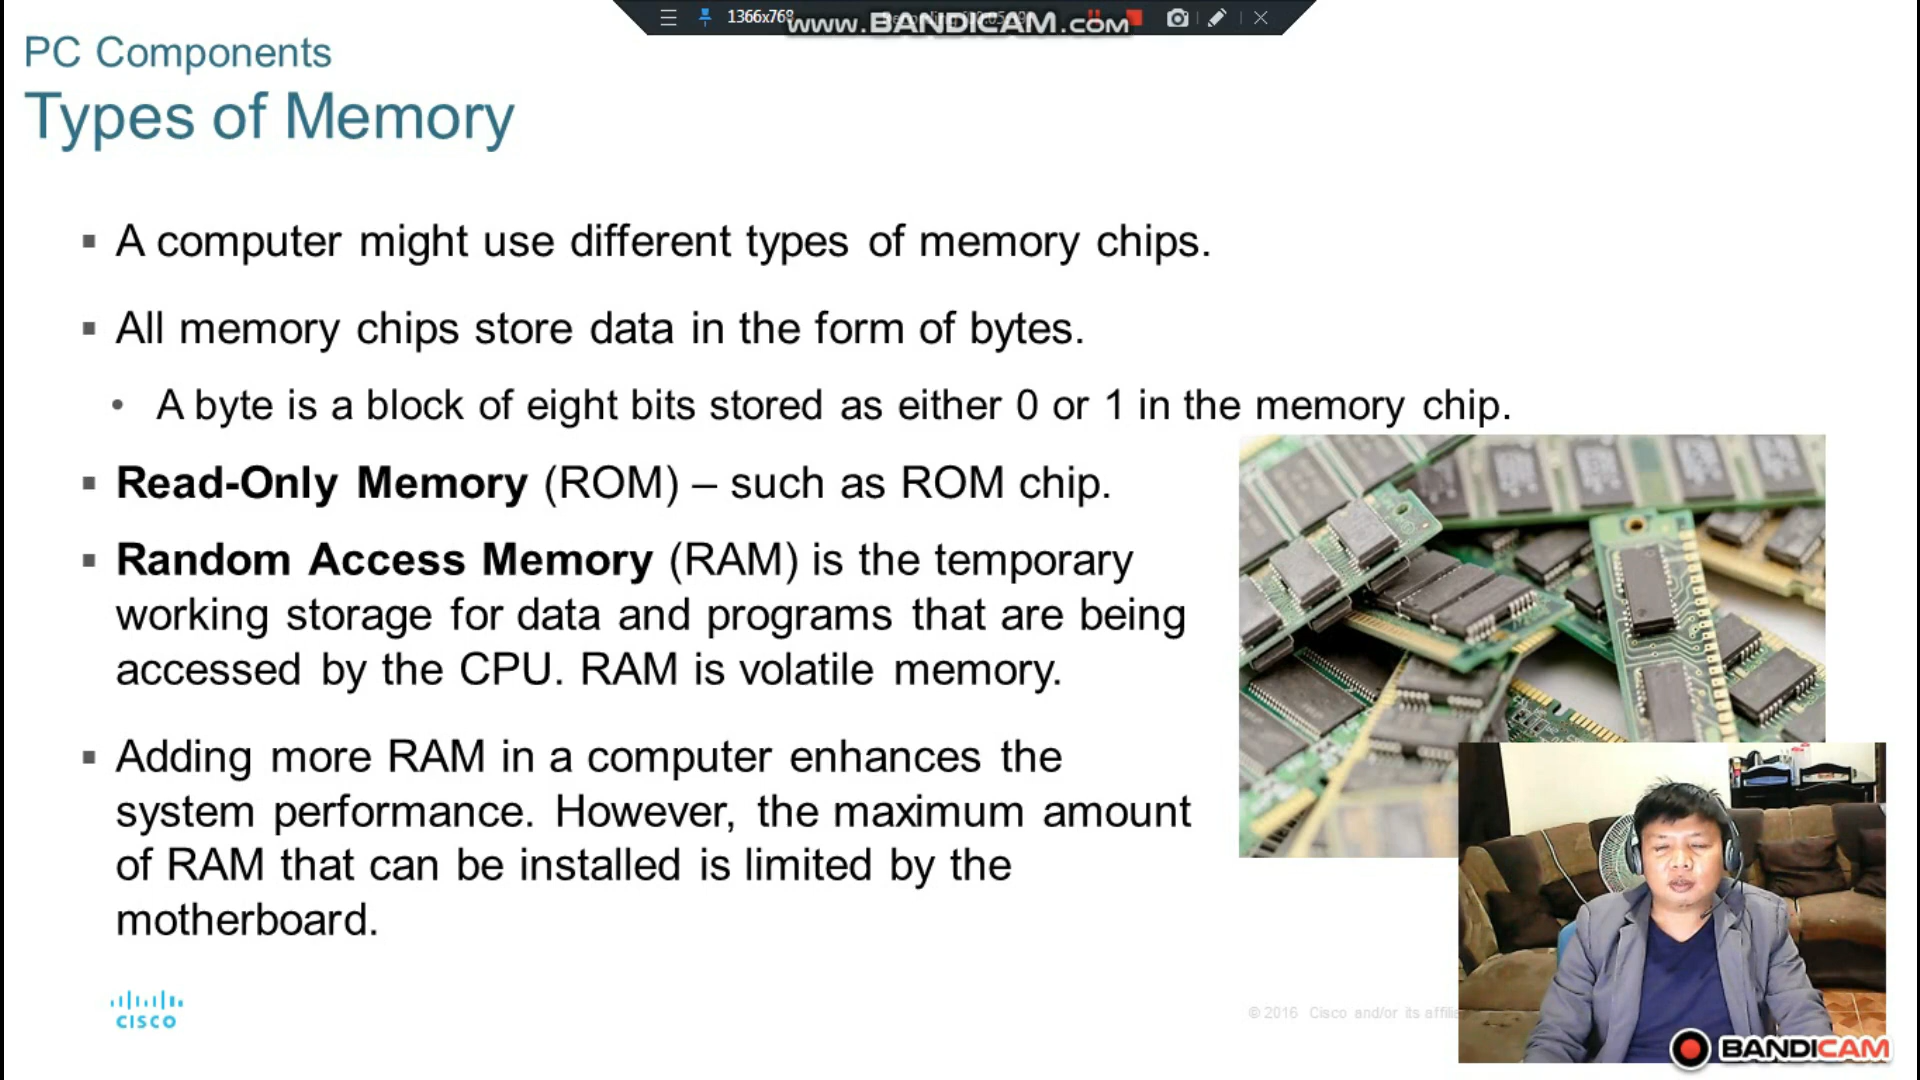 1366x768
www.BANDICAM.com
PC Components
Types of Memory
A computer might use different types of memory chips.
All memory chips store data in the form of bytes.
A byte is a block of eight bits stored as either 0 or 1 in the memory chip.
Read-Only Memory (ROM) – such as ROM chip.
Random Access Memory (RAM) is the temporary
working storage for data and programs that are being
accessed by the CPU. RAM is volatile memory.
Adding more RAM in a computer enhances the
system performance. However, the maximum amount
of RAM that can be installed is limited by the
motherboard.
CISCO
© 2016 Cisco and/or its
BANDICAM